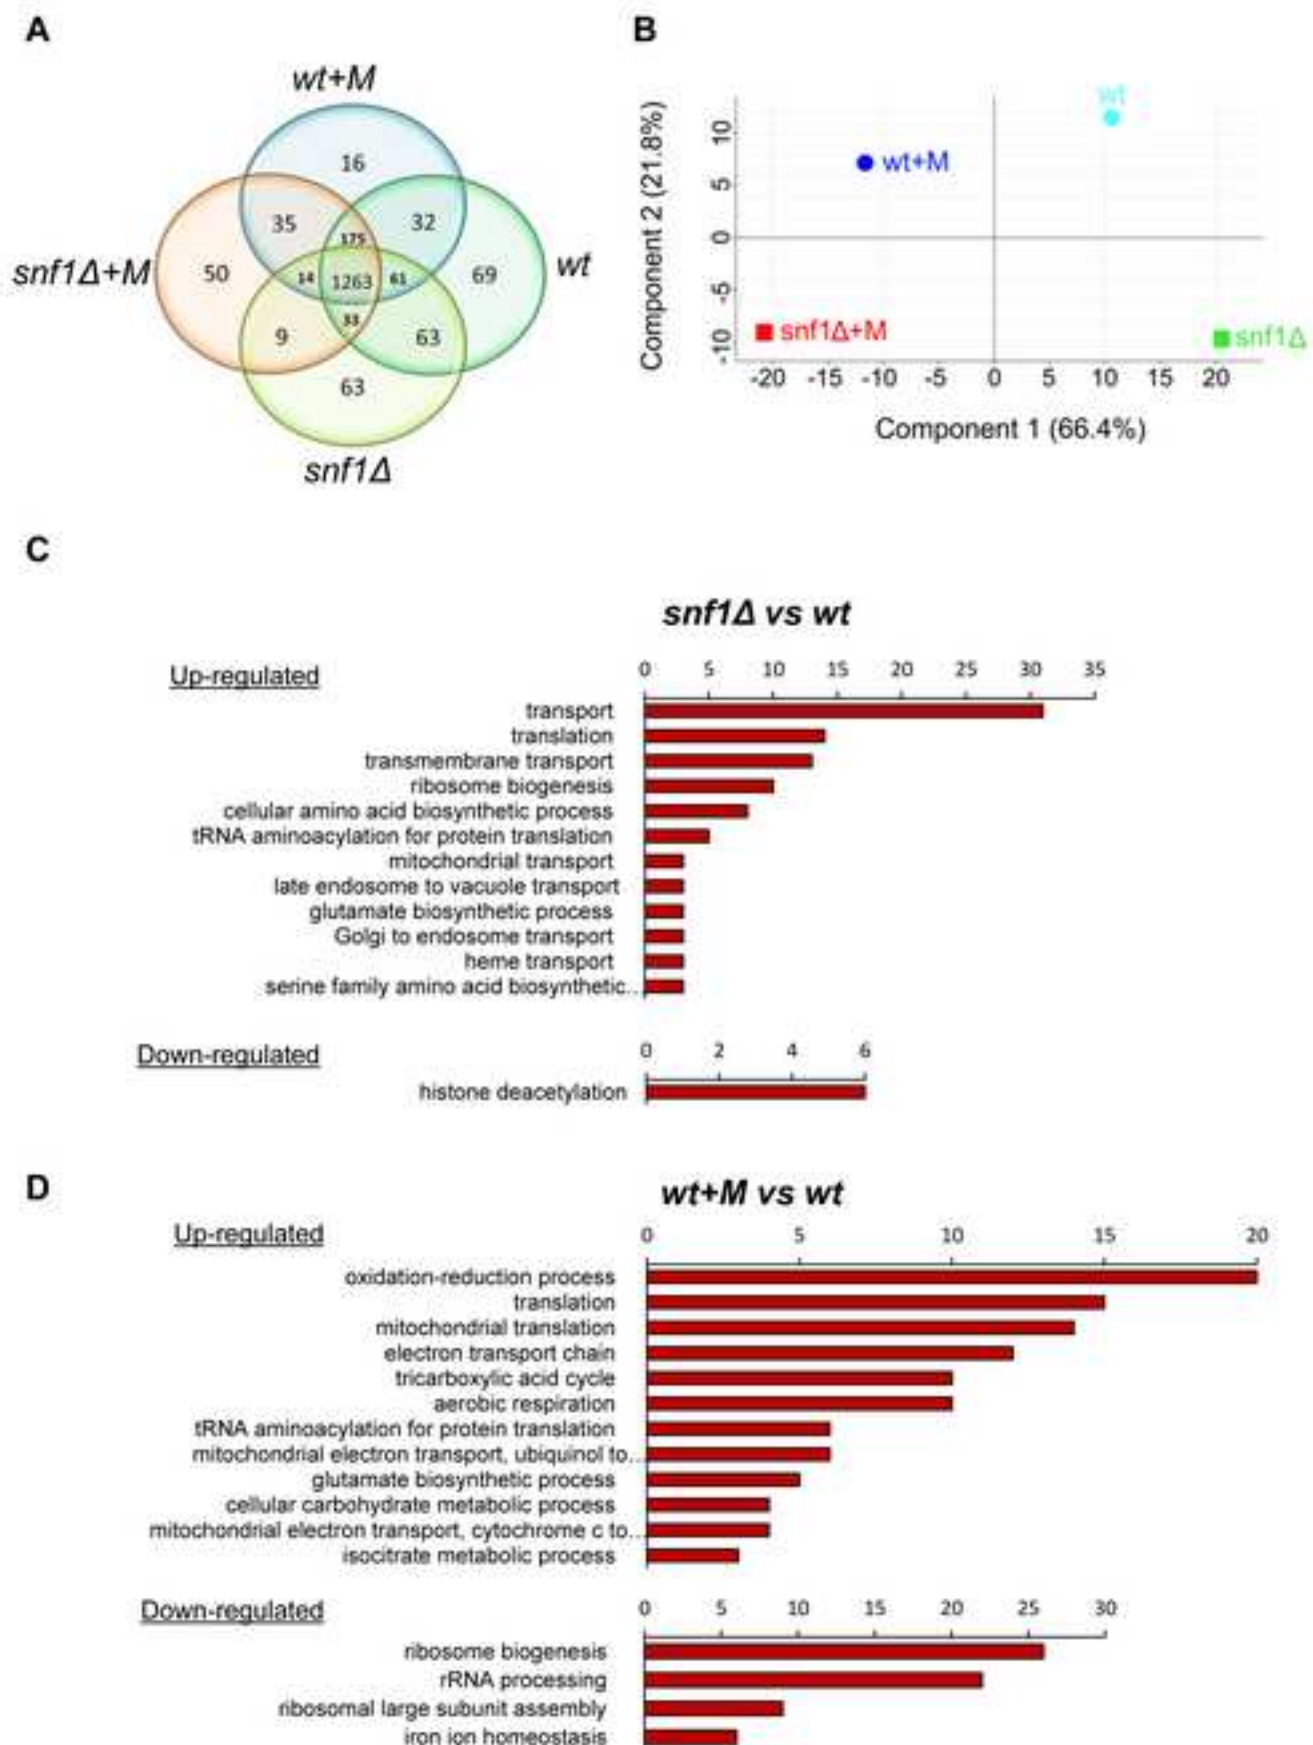 A
wt+M
16
35
32
175
snf1Δ+M
50
14
1263
61
69
wt
33
9
63
63
snf1Δ
B
Component 2 (21.8%)
10
5
0
-5
-10
wt
wt+M
snf1Δ+M
snf1Δ
-20 -15 -10 -5 0 5 10 15 20
Component 1 (66.4%)
C
snf1Δ vs wt
Up-regulated
0 5 10 15 20 25 30 35
transport
translation
transmembrane transport
ribosome biogenesis
cellular amino acid biosynthetic process
tRNA aminoacylation for protein translation
mitochondrial transport
late endosome to vacuole transport
glutamate biosynthetic process
Golgi to endosome transport
heme transport
serine family amino acid biosynthetic...
Down-regulated
0 2 4 6
histone deacetylation
D
wt+M vs wt
Up-regulated
0 5 10 15 20
oxidation-reduction process
translation
mitochondrial translation
electron transport chain
tricarboxylic acid cycle
aerobic respiration
tRNA aminoacylation for protein translation
mitochondrial electron transport, ubiquinol to...
glutamate biosynthetic process
cellular carbohydrate metabolic process
mitochondrial electron transport, cytochrome c to...
isocitrate metabolic process
Down-regulated
0 5 10 15 20 25 30
ribosome biogenesis
rRNA processing
ribosomal large subunit assembly
iron ion homeostasis